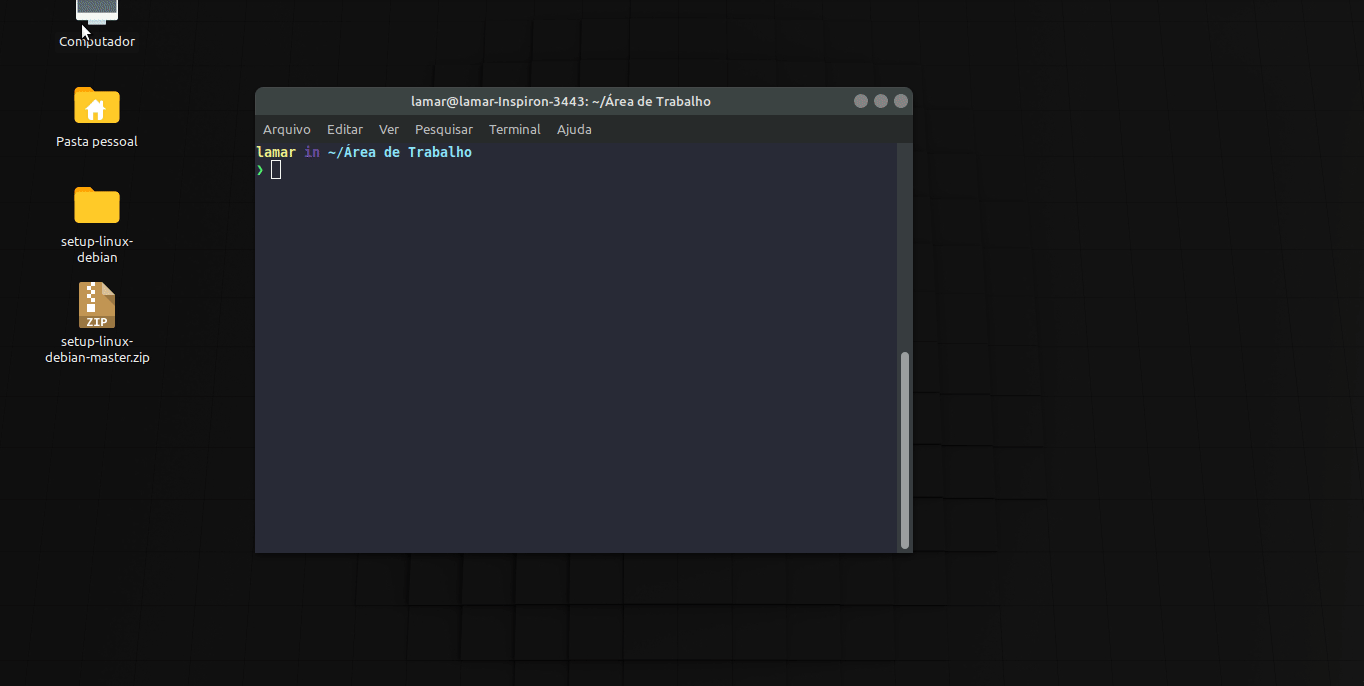 Computador
Pasta pessoal
setup-linux-
debian
ZIP
setup-linux-
debian-master.zip
lamar@lamar-Inspiron-3443: ~/Área de Trabalho
Arquivo Editar Ver Pesquisar Terminal Ajuda
lamar in ~/Área de Trabalho
❯